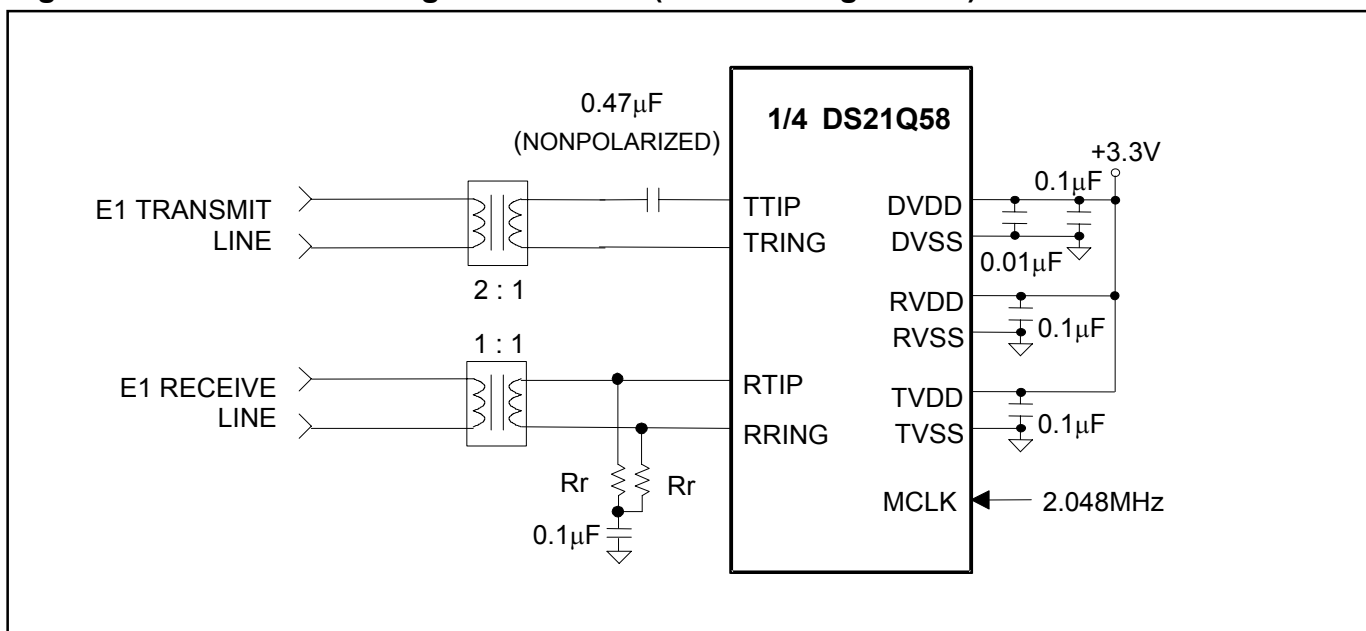 0.47μF
(NONPOLARIZED)
1/4 DS21Q58
+3.3V
0.1μF
E1 TRANSMIT
LINE
TTIP
TRING
DVDD
DVSS
0.01μF
2 : 1
RVDD
RVSS
0.1μF
1 : 1
E1 RECEIVE
LINE
RTIP
RRING
TVDD
TVSS
0.1μF
Rr
Rr
MCLK
2.048MHz
0.1μF